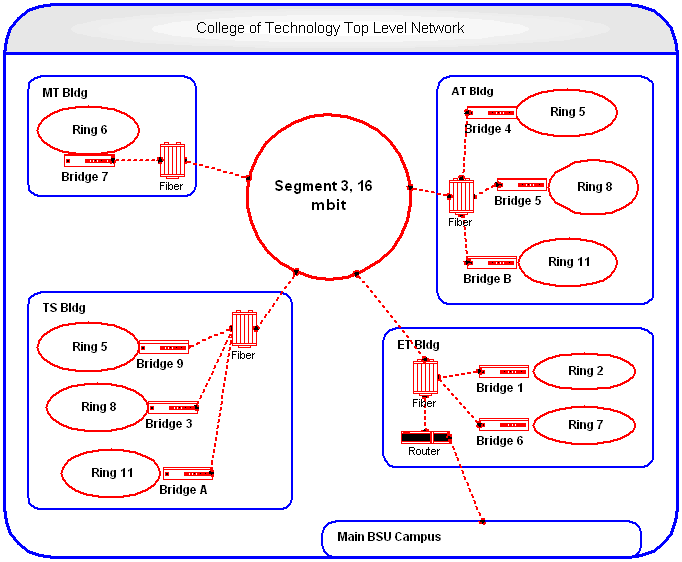 College of Technology Top Level Network
MT Bldg
Ring 6
Bridge 7
Fiber
Segment 3, 16
mbit
AT Bldg
Ring 5
Bridge 4
Ring 8
Bridge 5
Fiber
Ring 11
Bridge B
TS Bldg
Ring 5
Bridge 9
Fiber
Ring 8
Bridge 3
Ring 11
Bridge A
ET Bldg
Ring 2
Bridge 1
Fiber
Ring 7
Bridge 6
Router
Main BSU Campus